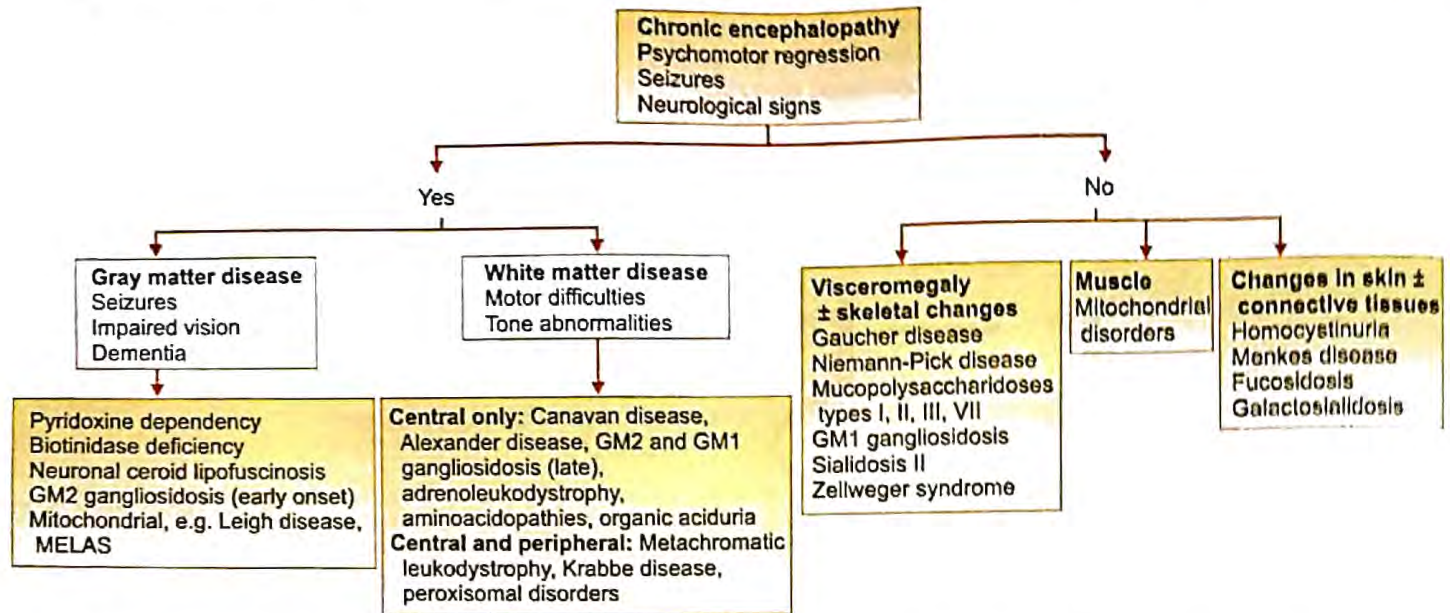 Chronic encephalopathy
Psychomotor regression
Seizures
Neurological signs
Yes
No
Gray matter disease
Seizures
Impaired vision
Dementia
White matter disease
Motor difficulties
Tone abnormalities
Visceromegaly
± skeletal changes
Gaucher disease
Niemann-Pick disease
Mucopolysaccharidoses
types I, II, III, VII
GM1 gangliosidosis
Sialidosis II
Zellweger syndrome
Muscle
Mitochondrial
disorders
Changes in skin ±
connective tissues
Homocystinuria
Menkes disease
Fucosidosis
Galactosialidosis
Pyridoxine dependency
Biotinidase deficiency
Neuronal ceroid lipofuscinosis
GM2 gangliosidosis (early onset)
Mitochondrial, e.g. Leigh disease,
MELAS
Central only: Canavan disease,
Alexander disease, GM2 and GM1
gangliosidosis (late),
adrenoleukodystrophy,
aminoacidopathies, organic aciduria
Central and peripheral: Metachromatic
leukodystrophy, Krabbe disease,
peroxisomal disorders